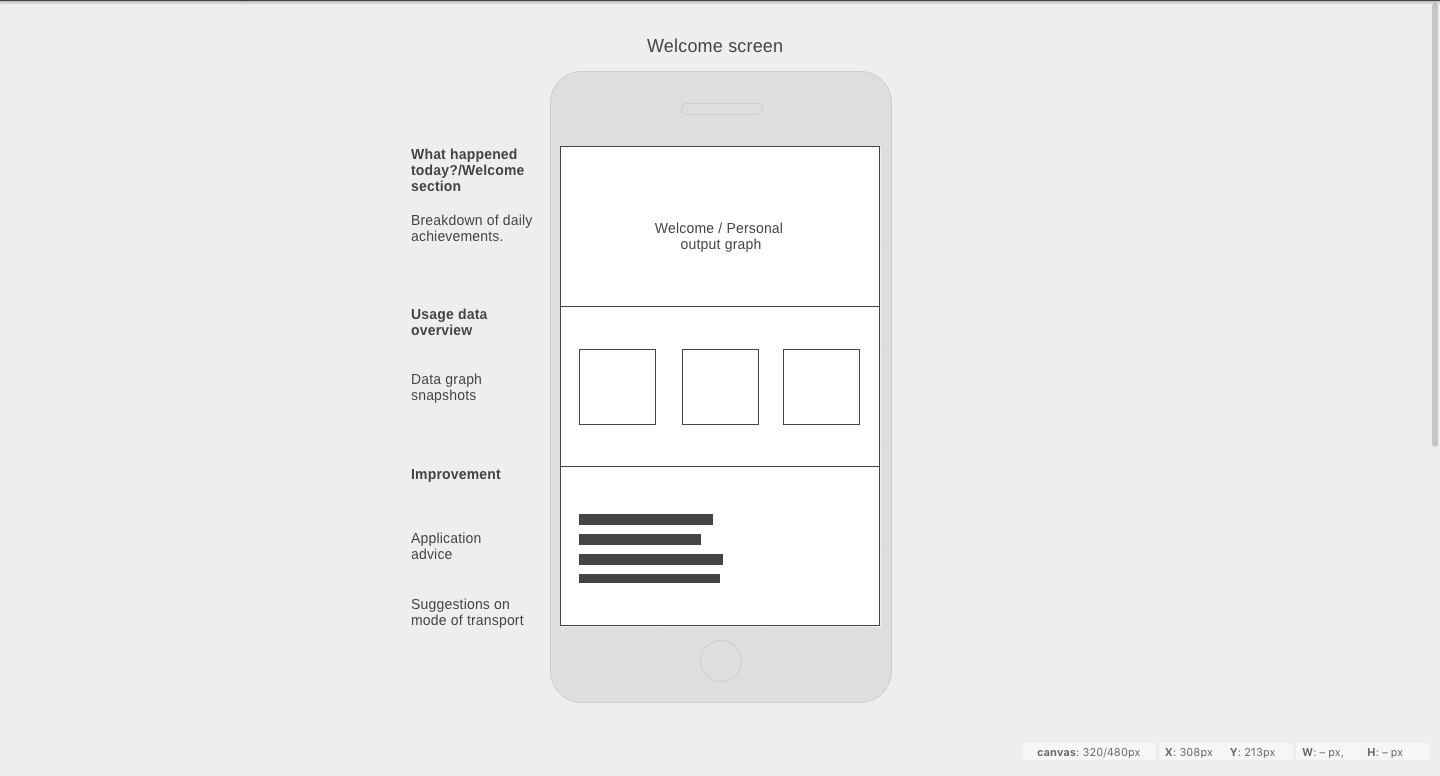 Welcome screen
What happened
today?/Welcome
section
Breakdown of daily
achievements.
Welcome / Personal
output graph
Usage data
overview
Data graph
snapshots
Improvement
Application
advice
Suggestions on
mode of transport
canvas: 320/480px X: 308px Y: 213px W: – px, H: – px